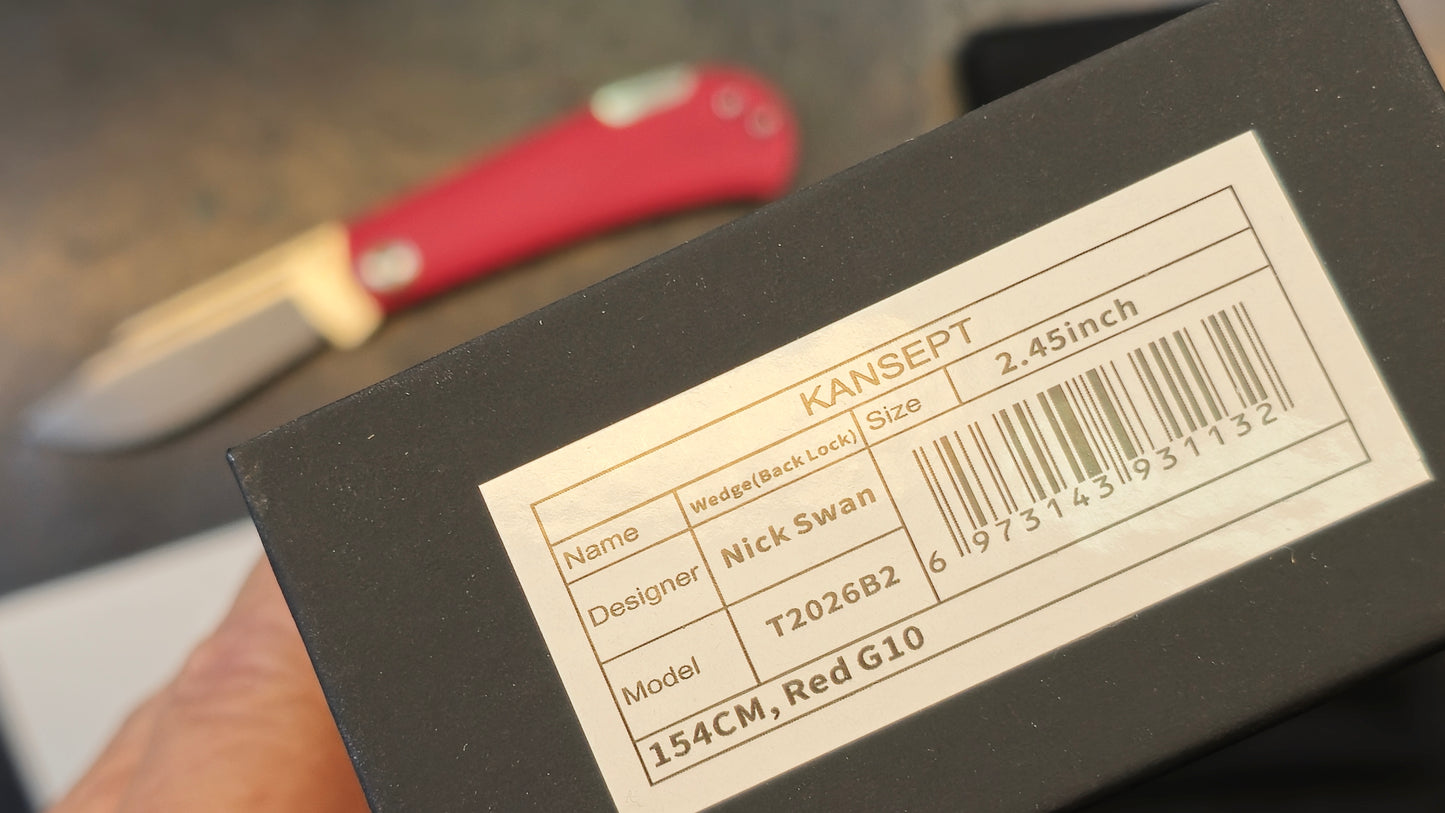 KANSEPT
Name Wedge(Back Lock) Size 2.45inch
Designer Nick Swan
Model T2026B2
6 973143 931132
154CM, Red G10